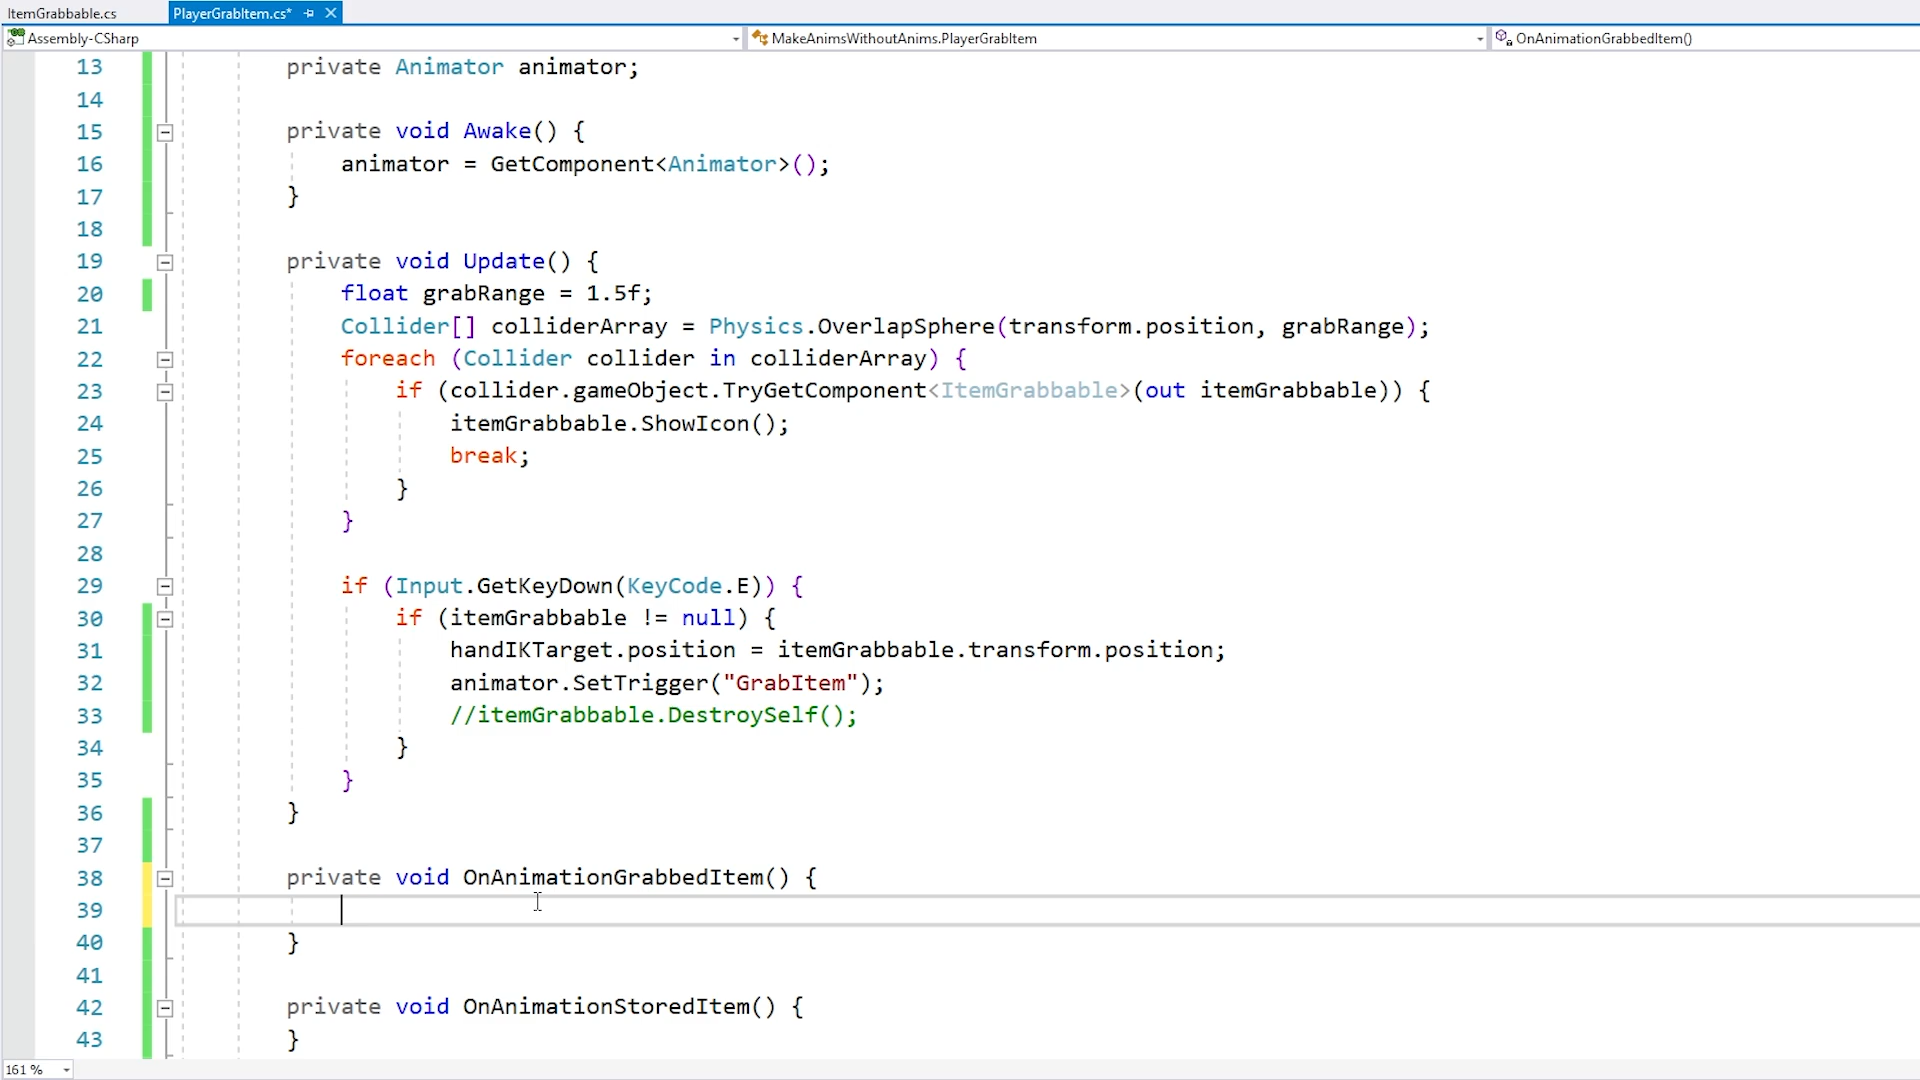 ItemGrabbable.cs PlayerGrabItem.cs*
Assembly-CSharp MakeAnimsWithoutAnims.PlayerGrabItem OnAnimationGrabbedItem()
13 private Animator animator;
14
15 private void Awake() {
16 animator = GetComponent<Animator>();
17 }
18
19 private void Update() {
20 float grabRange = 1.5f;
21 Collider[] colliderArray = Physics.OverlapSphere(transform.position, grabRange);
22 foreach (Collider collider in colliderArray) {
23 if (collider.gameObject.TryGetComponent<ItemGrabbable>(out itemGrabbable)) {
24 itemGrabbable.ShowIcon();
25 break;
26 }
27 }
28
29 if (Input.GetKeyDown(KeyCode.E)) {
30 if (itemGrabbable != null) {
31 handIKTarget.position = itemGrabbable.transform.position;
32 animator.SetTrigger("GrabItem");
33 //itemGrabbable.DestroySelf();
34 }
35 }
36 }
37
38 private void OnAnimationGrabbedItem() {
39
40 }
41
42 private void OnAnimationStoredItem() {
43 }
161 %